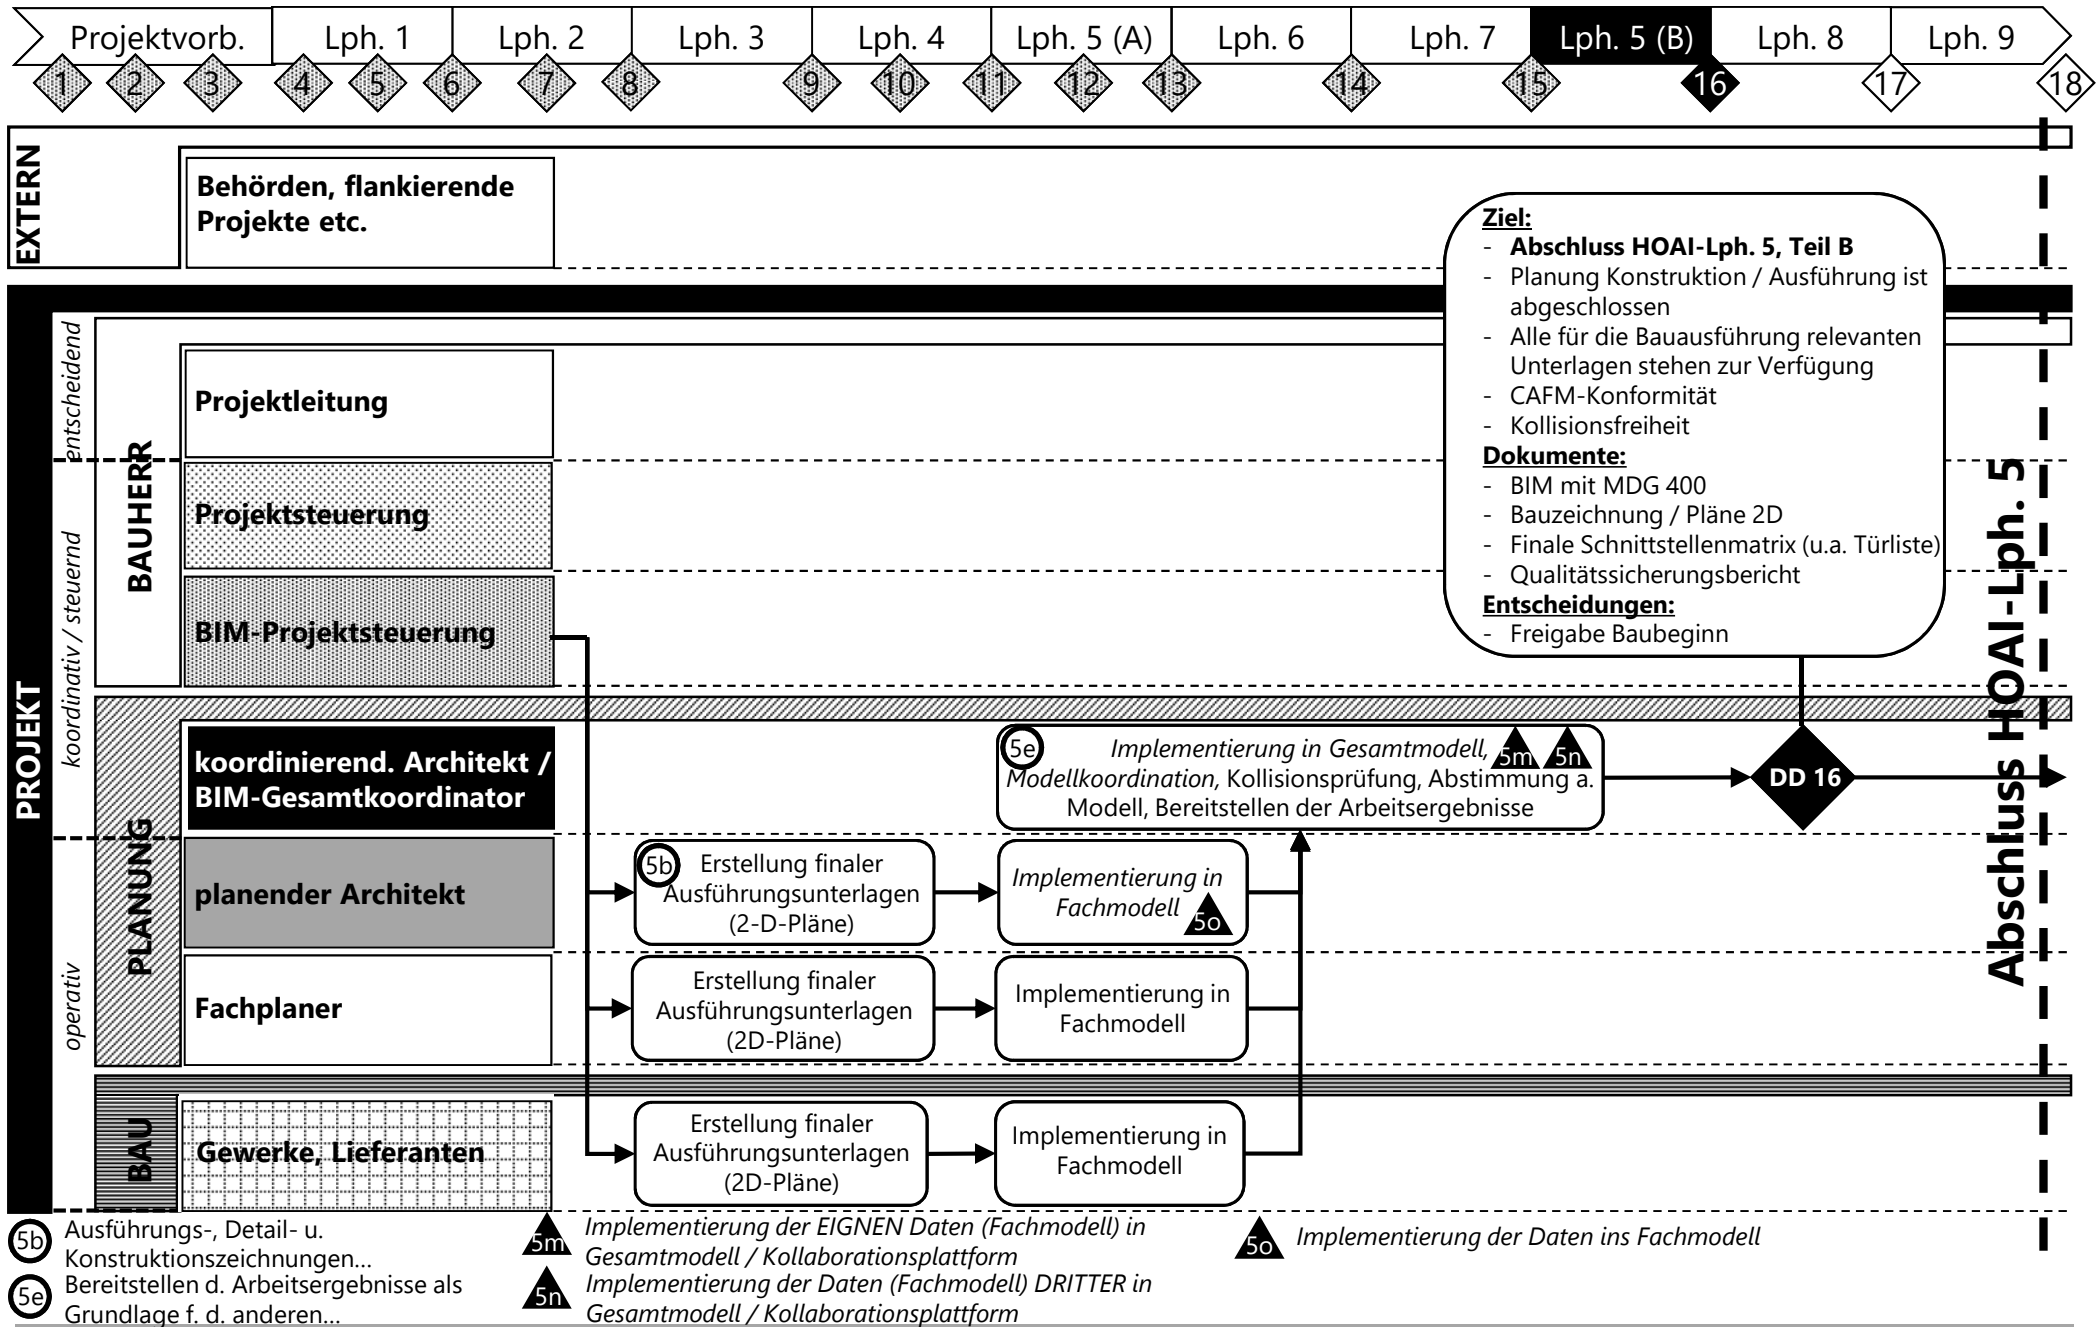 Projektvorb.
Lph. 1
Lph. 2
Lph. 3
Lph. 4
Lph. 5 (A)
Lph. 6
Lph. 7
Lph. 5 (B)
Lph. 8
Lph. 9
1
2
3
4
5
6
7
8
9
10
11
12
13
14
15
16
17
18
EXTERN
Behörden, flankierende
Projekte etc.
Ziel:
- Abschluss HOAI-Lph. 5, Teil B
- Planung Konstruktion / Ausführung ist
abgeschlossen
- Alle für die Bauausführung relevanten
Unterlagen stehen zur Verfügung
- CAFM-Konformität
- Kollisionsfreiheit
Dokumente:
- BIM mit MDG 400
- Bauzeichnung / Pläne 2D
- Finale Schnittstellenmatrix (u.a. Türliste)
- Qualitätssicherungsbericht
Entscheidungen:
- Freigabe Baubeginn
PROJEKT
entscheidend
koordinativ / steuernd
operativ
BAUHERR
Projektleitung
Projektsteuerung
BIM-Projektsteuerung
PLANUNG
koordinierend. Architekt /
BIM-Gesamtkoordinator
5e
Implementierung in Gesamtmodell,
5m
5n
Modellkoordination, Kollisionsprüfung, Abstimmung a.
Modell, Bereitstellen der Arbeitsergebnisse
DD 16
Abschluss HOAI-Lph. 5
planender Architekt
5b
Erstellung finaler
Ausführungsunterlagen
(2-D-Pläne)
Implementierung in
Fachmodell
5o
Fachplaner
Erstellung finaler
Ausführungsunterlagen
(2D-Pläne)
Implementierung in
Fachmodell
BAU
Gewerke, Lieferanten
Erstellung finaler
Ausführungsunterlagen
(2D-Pläne)
Implementierung in
Fachmodell
5b
Ausführungs-, Detail- u.
Konstruktionszeichnungen...
5e
Bereitstellen d. Arbeitsergebnisse als
Grundlage f. d. anderen...
5m
Implementierung der EIGNEN Daten (Fachmodell) in
Gesamtmodell / Kollaborationsplattform
5n
Implementierung der Daten (Fachmodell) DRITTER in
Gesamtmodell / Kollaborationsplattform
5o
Implementierung der Daten ins Fachmodell